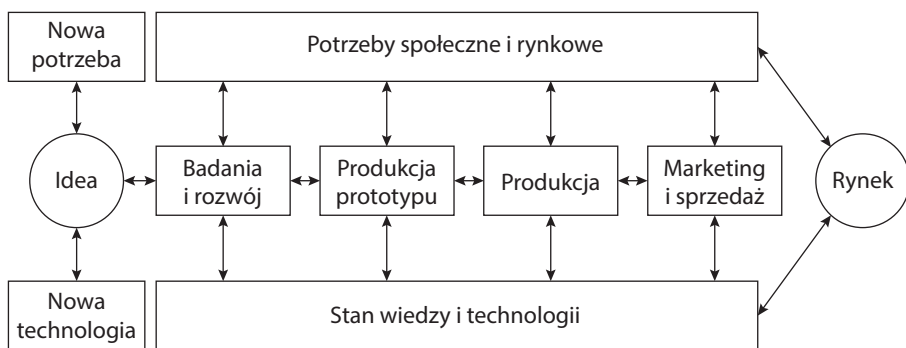 Nowa
potrzeba
Potrzeby społeczne i rynkowe
Idea
Badania
i rozwój
Produkcja
prototypu
Produkcja
Marketing
i sprzedaż
Rynek
Nowa
technologia
Stan wiedzy i technologii